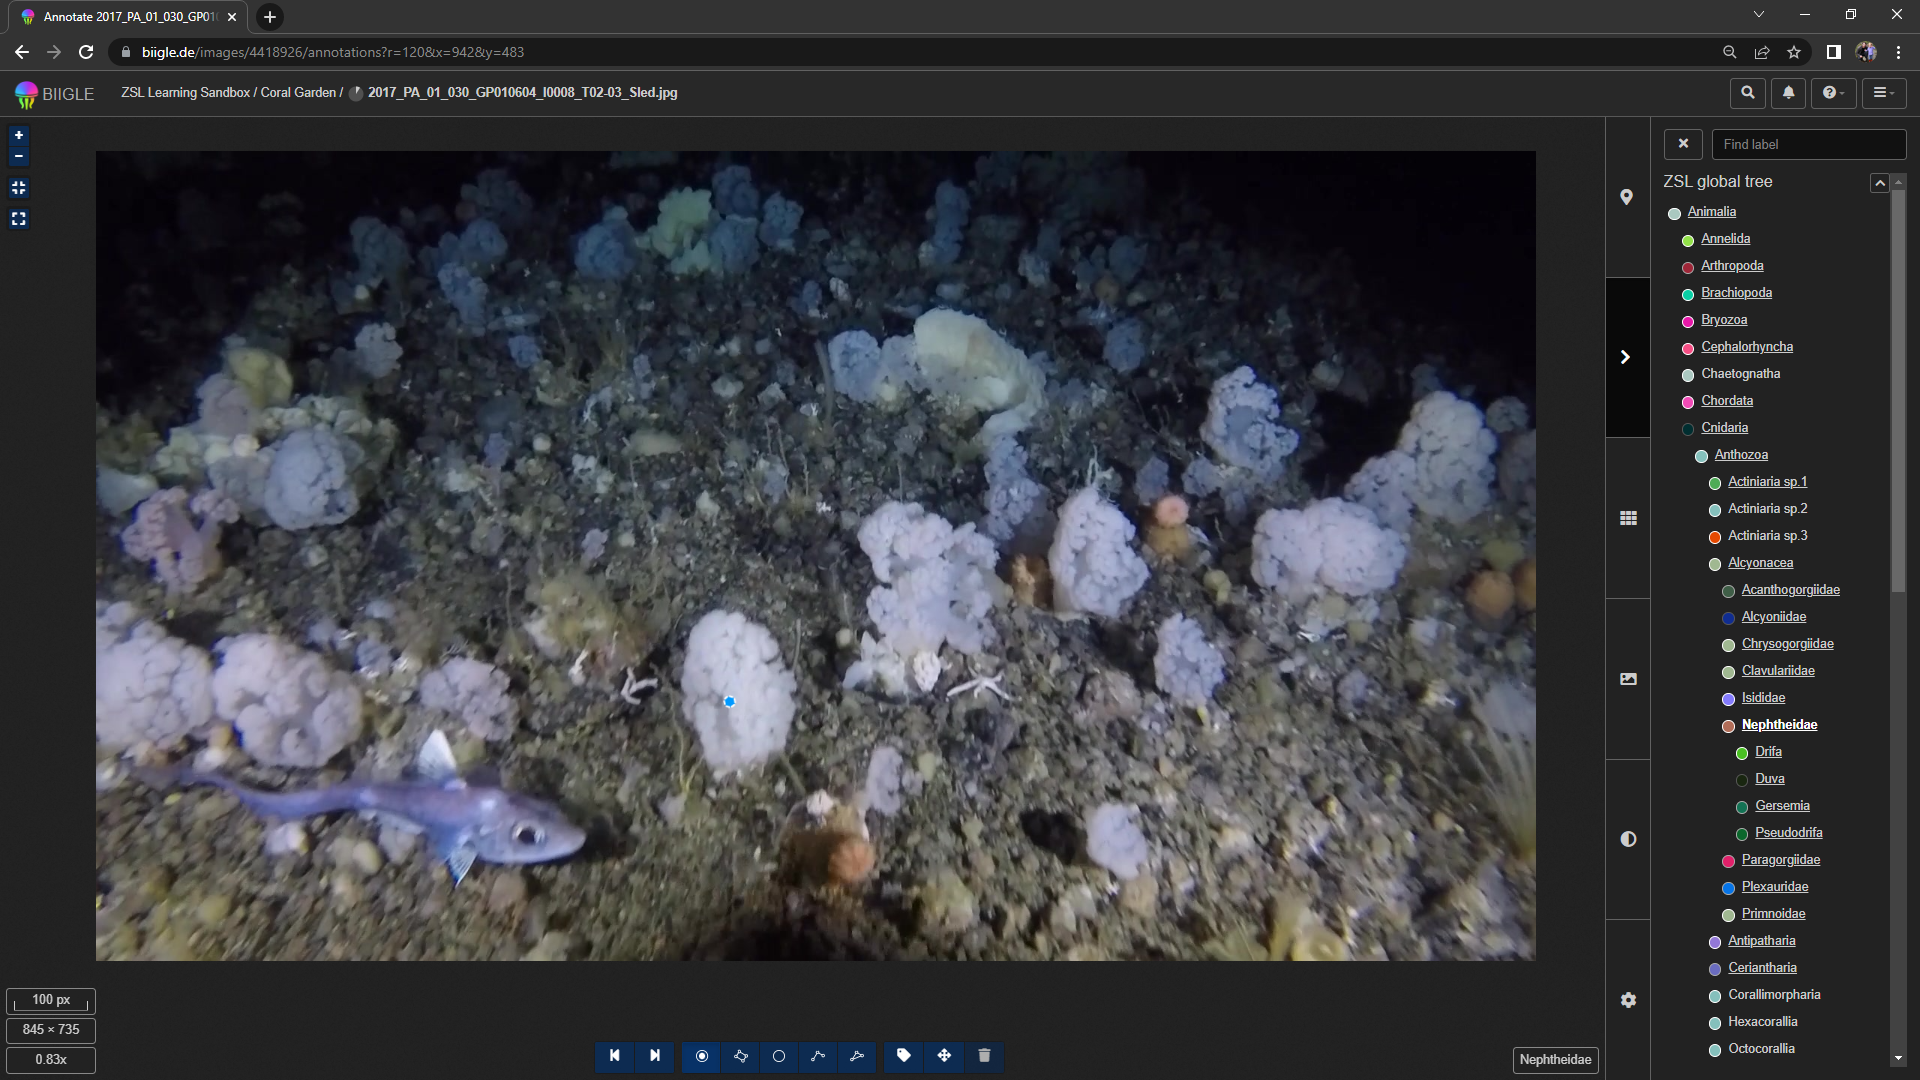 Annotate 2017_PA_01_030_GP010
biigle.de/images/4418926/annotations?r=120&x=942&y=483
BIIGLE
ZSL Learning Sandbox / Coral Garden / 2017_PA_01_030_GP010604_I0008_T02-03_Sled.jpg
Find label
ZSL global tree
Animalia
Annelida
Arthropoda
Brachiopoda
Bryozoa
Cephalorhyncha
Chaetognatha
Chordata
Cnidaria
Anthozoa
Actiniaria sp.1
Actiniaria sp.2
Actiniaria sp.3
Alcyonacea
Acanthogorgiidae
Alcyoniidae
Chrysogorgiidae
Clavulariidae
Isididae
Nephtheidae
Drifa
Duva
Gersemia
Pseudodrifa
Paragorgiidae
Plexauridae
Primnoidae
Antipatharia
Ceriantharia
Corallimorpharia
Hexacorallia
Octocorallia
100 px
845 × 735
0.83x
Nephtheidae